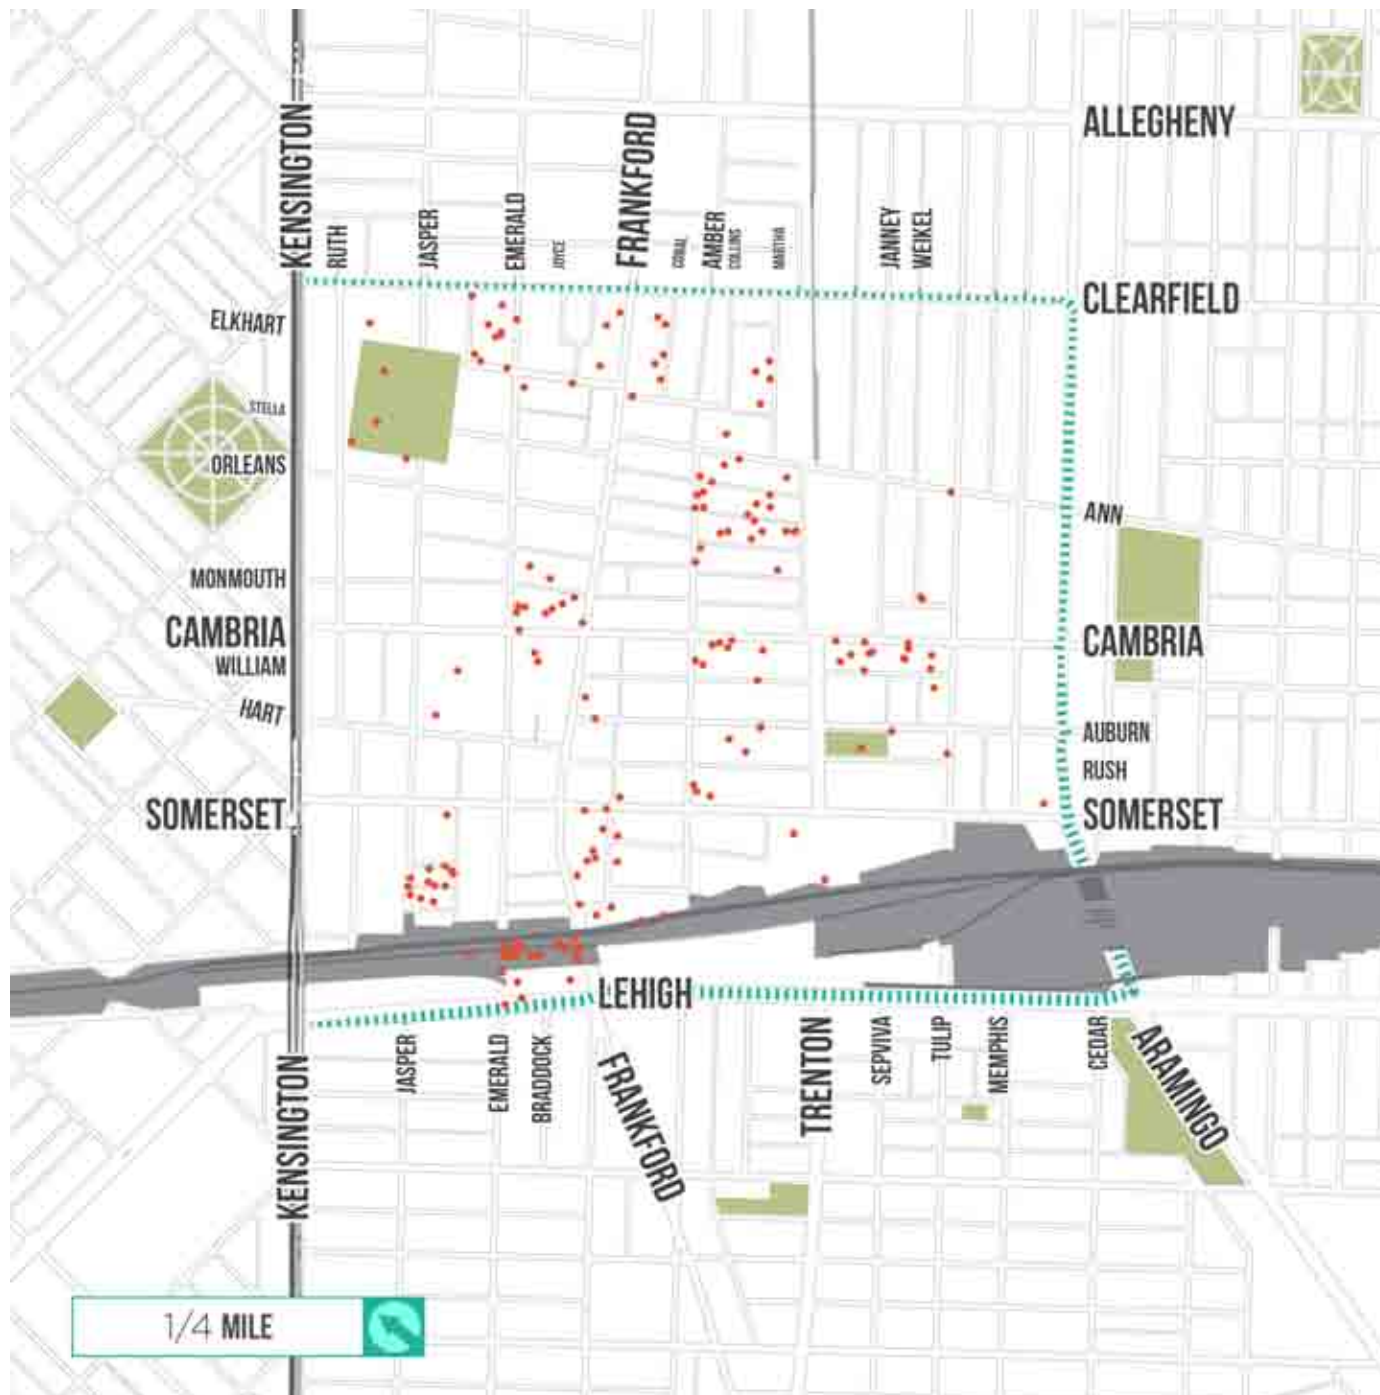 ALLEGHENY
KENSINGTON
RUTH
JASPER
EMERALD
JOYCE
FRANKFORD
CORAL
AMBER
COLLINS
MARTHA
JANNEY
WEIKEL
CLEARFIELD
ELKHART
STELLA
ORLEANS
ANN
MONMOUTH
CAMBRIA
CAMBRIA
WILLIAM
HART
AUBURN
RUSH
SOMERSET
SOMERSET
LEHIGH
KENSINGTON
JASPER
EMERALD
BRADDOCK
FRANKFORD
TRENTON
SEPVIVA
TULIP
MEMPHIS
CEDAR
ARAMINGO
1/4 MILE